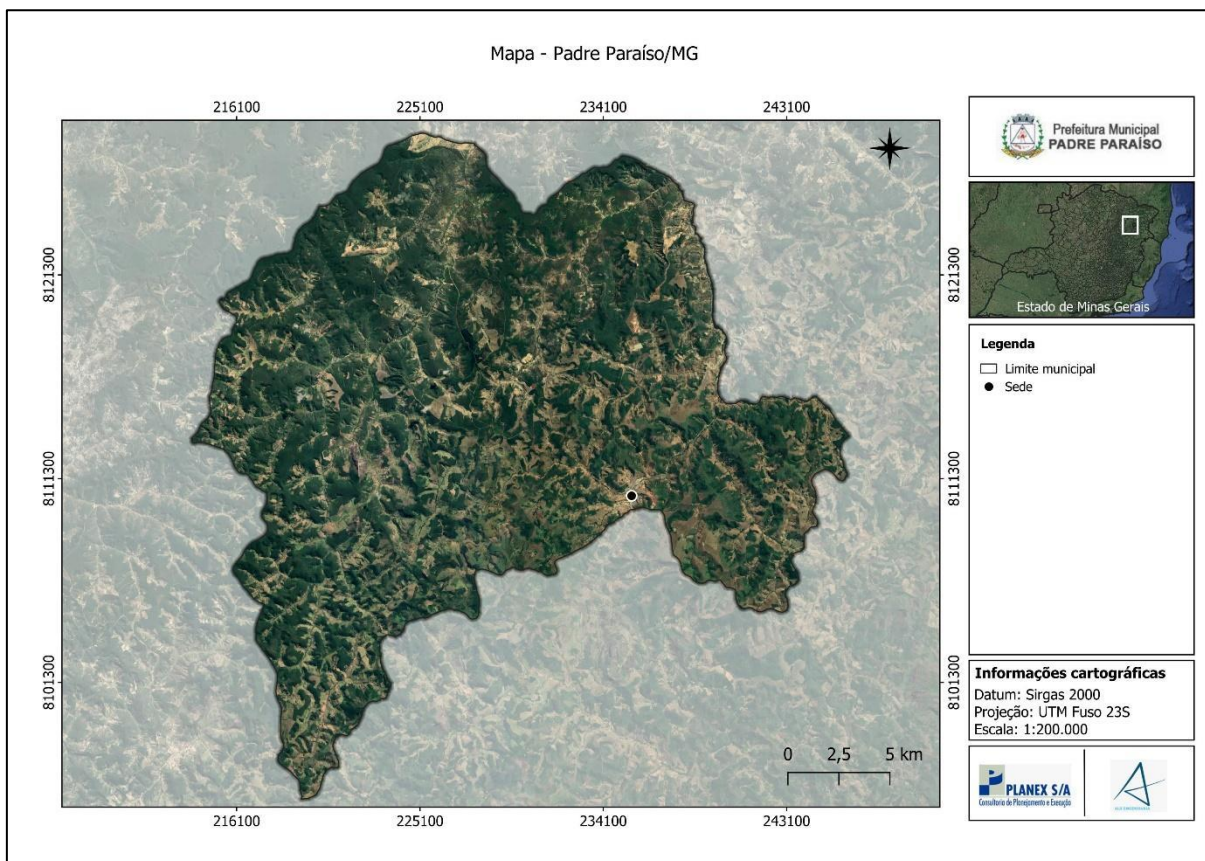 Mapa - Padre Paraíso/MG
216100 225100 234100 243100
8121300 8121300
8111300 8111300
8101300 8101300
0 2,5 5 km
216100 225100 234100 243100
Prefeitura Municipal
PADRE PARAÍSO
Estado de Minas Gerais
Legenda
Limite municipal
Sede
Informações cartográficas
Datum: Sirgas 2000
Projeção: UTM Fuso 23S
Escala: 1:200.000
P PLANEX S/A
Consultoria de Planejamento e Execução